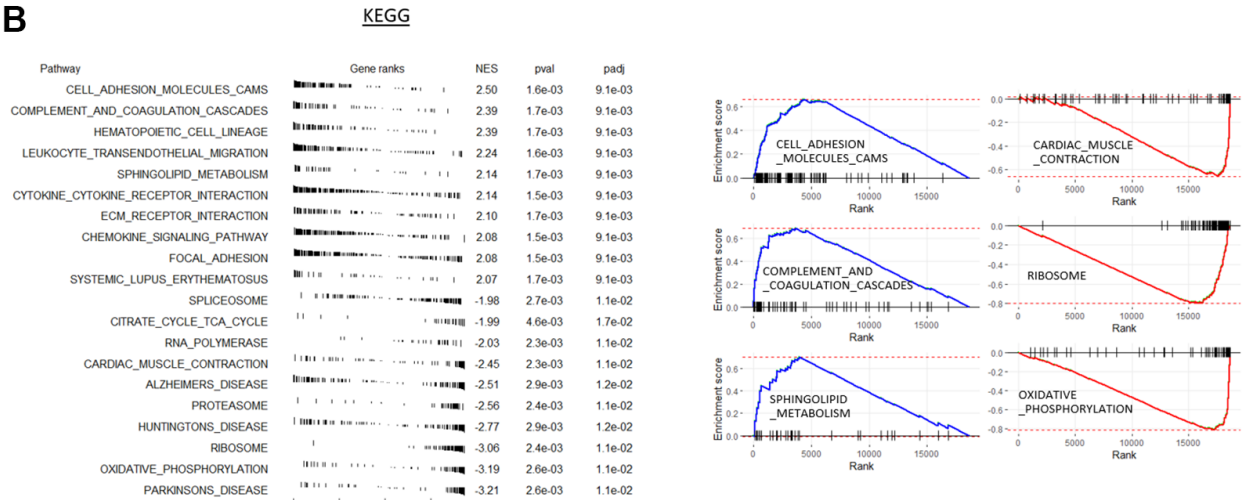 B
KEGG
Pathway Gene ranks NES pval padj
CELL_ADHESION_MOLECULES_CAMS 2.50 1.6e-03 9.1e-03
COMPLEMENT_AND_COAGULATION_CASCADES 2.39 1.7e-03 9.1e-03
HEMATOPOIETIC_CELL_LINEAGE 2.39 1.7e-03 9.1e-03
LEUKOCYTE_TRANSENDOTHELIAL_MIGRATION 2.24 1.6e-03 9.1e-03
SPHINGOLIPID_METABOLISM 2.14 1.7e-03 9.1e-03
CYTOKINE_CYTOKINE_RECEPTOR_INTERACTION 2.14 1.5e-03 9.1e-03
ECM_RECEPTOR_INTERACTION 2.10 1.7e-03 9.1e-03
CHEMOKINE_SIGNALING_PATHWAY 2.08 1.5e-03 9.1e-03
FOCAL_ADHESION 2.08 1.5e-03 9.1e-03
SYSTEMIC_LUPUS_ERYTHEMATOSUS 2.07 1.7e-03 9.1e-03
SPLICEOSOME -1.98 2.7e-03 1.1e-02
CITRATE_CYCLE_TCA_CYCLE -1.99 4.6e-03 1.7e-02
RNA_POLYMERASE -2.03 2.3e-03 1.1e-02
CARDIAC_MUSCLE_CONTRACTION -2.45 2.3e-03 1.1e-02
ALZHEIMERS_DISEASE -2.51 2.9e-03 1.2e-02
PROTEASOME -2.56 2.4e-03 1.1e-02
HUNTINGTONS_DISEASE -2.77 2.9e-03 1.2e-02
RIBOSOME -3.06 2.4e-03 1.1e-02
OXIDATIVE_PHOSPHORYLATION -3.19 2.6e-03 1.1e-02
PARKINSONS_DISEASE -3.21 2.6e-03 1.1e-02
Enrichment score
0.6
0.4
0.2
0.0
CELL_ADHESION
_MOLECULES_CAMS
0 5000 10000 15000
Rank
0.0
-0.2
-0.4
-0.6
CARDIAC_MUSCLE
_CONTRACTION
0 5000 10000 15000
Rank
Enrichment score
0.6
0.4
0.2
0.0
COMPLEMENT_AND
_COAGULATION_CASCADES
0 5000 10000 15000
Rank
0.0
-0.2
-0.4
-0.6
-0.8
RIBOSOME
0 5000 10000 15000
Rank
Enrichment score
0.6
0.4
0.2
0.0
SPHINGOLIPID
_METABOLISM
0 5000 10000 15000
Rank
0.0
-0.2
-0.4
-0.6
-0.8
OXIDATIVE
_PHOSPHORYLATION
0 5000 10000 15000
Rank